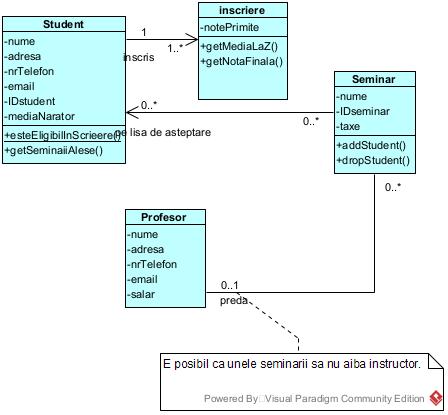 Student
-nume
-adresa
-nrTelefon
-email
-IDstudent
-mediaNarator
+esteEligibilInScrieere()
+getSeminaiiAlese()
1
1..*
inscris
inscriere
-notePrimite
+getMediaLaZ()
+getNotaFinala()
0..*
0..*
pe lisa de asteptare
Seminar
-nume
-IDseminar
-taxe
+addStudent()
+dropStudent()
0..*
Profesor
-nume
-adresa
-nrTelefon
-email
-salar
0..1
preda
E posibil ca unele seminarii sa nu aiba instructor.
Powered By Visual Paradigm Community Edition